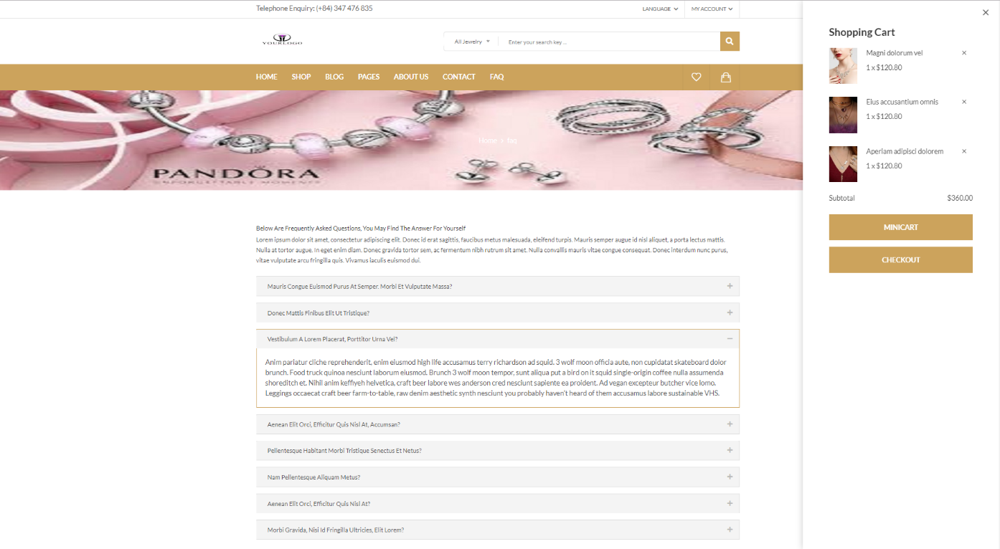 Telephone Enquiry: (+84) 347 476 835
LANGUAGE
MY ACCOUNT
YOURLOGO
All Jewelry
Enter your search key ...
HOME
SHOP
BLOG
PAGES
ABOUT US
CONTACT
FAQ
Home
faq
PANDÖRA
UNFORGETTABLE MOMENTS
Below Are Frequently Asked Questions, You May Find The Answer For Yourself
Lorem ipsum dolor sit amet, consectetur adipiscing elit. Donec id erat sagittis, faucibus metus malesuada, eleifend turpis. Mauris semper augue id nisl aliquet, a porta lectus mattis.
Nulla at tortor augue. In eget enim diam. Donec gravida tortor sem, ac fermentum nibh rutrum sit amet. Nulla convallis mauris vitae congue consequat. Donec interdum nunc purus,
vitae vulputate arcu fringilla quis. Vivamus iaculis euismod dui.
Mauris Congue Euismod Purus At Semper. Morbi Et Vulputate Massa?
Donec Mattis Finibus Elit Ut Tristique?
Vestibulum A Lorem Placerat, Porttitor Urna Vel?
Anim pariatur cliche reprehenderit, enim eiusmod high life accusamus terry richardson ad squid. 3 wolf moon officia aute, non cupidatat skateboard dolor
brunch. Food truck quinoa nesciunt laborum eiusmod. Brunch 3 wolf moon tempor, sunt aliqua put a bird on it squid single-origin coffee nulla assumenda
shoreditch et. Nihil anim keffiyeh helvetica, craft beer labore wes anderson cred nesciunt sapiente ea proident. Ad vegan excepteur butcher vice lomo.
Leggings occaecat craft beer farm-to-table, raw denim aesthetic synth nesciunt you probably haven't heard of them accusamus labore sustainable VHS.
Aenean Elit Orci, Efficitur Quis Nisl At, Accumsan?
Pellentesque Habitant Morbi Tristique Senectus Et Netus?
Nam Pellentesque Aliquam Metus?
Aenean Elit Orci, Efficitur Quis Nisl At?
Morbi Gravida, Nisi Id Fringilla Ultricies, Elit Lorem?
Shopping Cart
Magni dolorum vel
1 x $120.80
Eius accusantium omnis
1 x $120.80
Aperiam adipisci dolorem
1 x $120.80
Subtotal
$360.00
MINICART
CHECKOUT